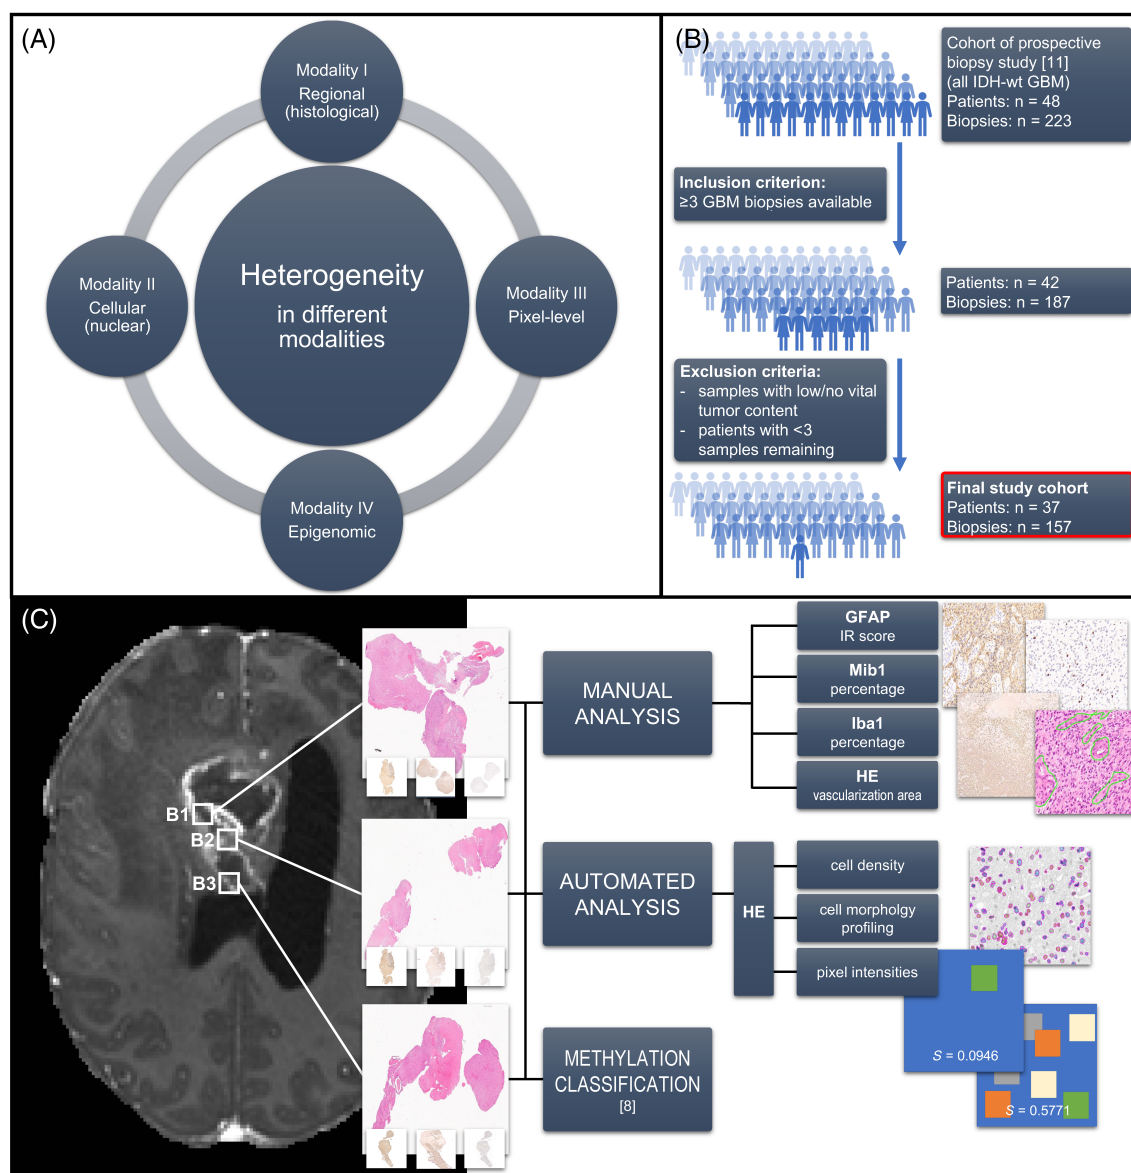 (A)
Modality I
Regional
(histological)
Modality II
Cellular
(nuclear)
Heterogeneity
in different
modalities
Modality III
Pixel-level
Modality IV
Epigenomic
(B)
Cohort of prospective
biopsy study [11]
(all IDH-wt GBM)
Patients: n = 48
Biopsies: n = 223
Inclusion criterion:
≥3 GBM biopsies available
Patients: n = 42
Biopsies: n = 187
Exclusion criteria:
- samples with low/no vital
tumor content
- patients with <3
samples remaining
Final study cohort
Patients: n = 37
Biopsies: n = 157
(C)
B1
B2
B3
MANUAL
ANALYSIS
GFAP
IR score
Mib1
percentage
Iba1
percentage
HE
vascularization area
AUTOMATED
ANALYSIS
HE
cell density
cell morpholgy
profiling
pixel intensities
S = 0.0946
S = 0.5771
METHYLATION
CLASSIFICATION
[8]